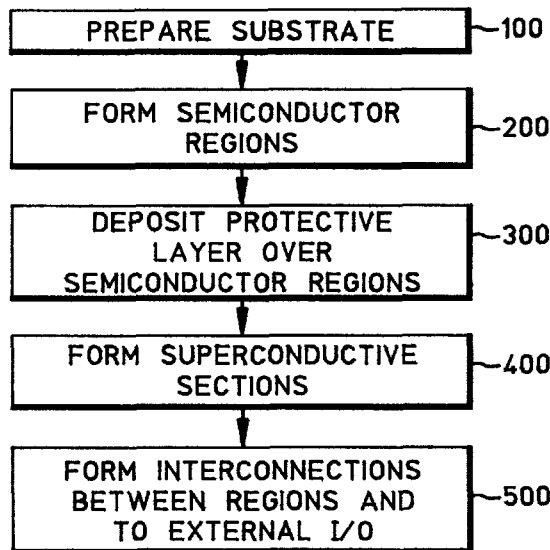 PREPARE SUBSTRATE
100
FORM SEMICONDUCTOR
REGIONS
200
DEPOSIT PROTECTIVE
LAYER OVER
SEMICONDUCTOR REGIONS
300
FORM SUPERCONDUCTIVE
SECTIONS
400
FORM INTERCONNECTIONS
BETWEEN REGIONS AND
TO EXTERNAL I/O
500